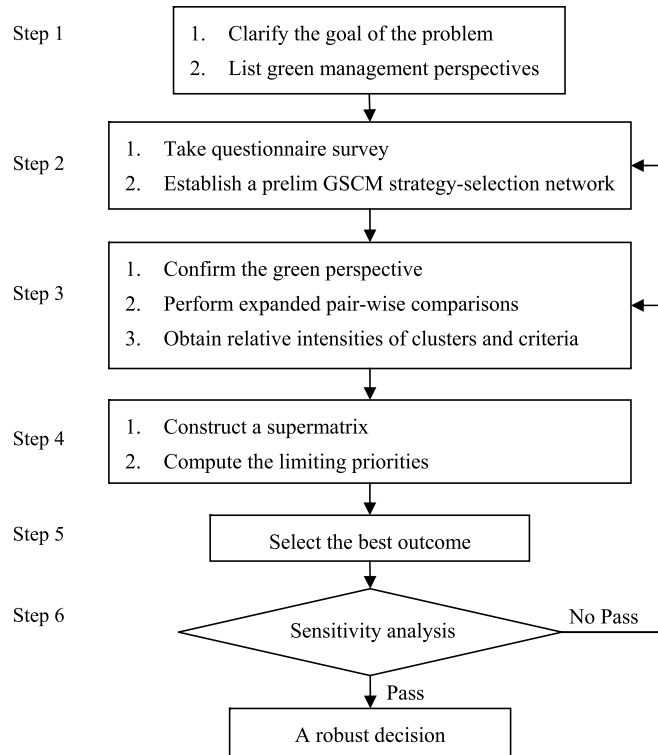 Step 1
1. Clarify the goal of the problem
2. List green management perspectives
Step 2
1. Take questionnaire survey
2. Establish a prelim GSCM strategy-selection network
Step 3
1. Confirm the green perspective
2. Perform expanded pair-wise comparisons
3. Obtain relative intensities of clusters and criteria
Step 4
1. Construct a supermatrix
2. Compute the limiting priorities
Step 5
Select the best outcome
Step 6
Sensitivity analysis
No Pass
Pass
A robust decision